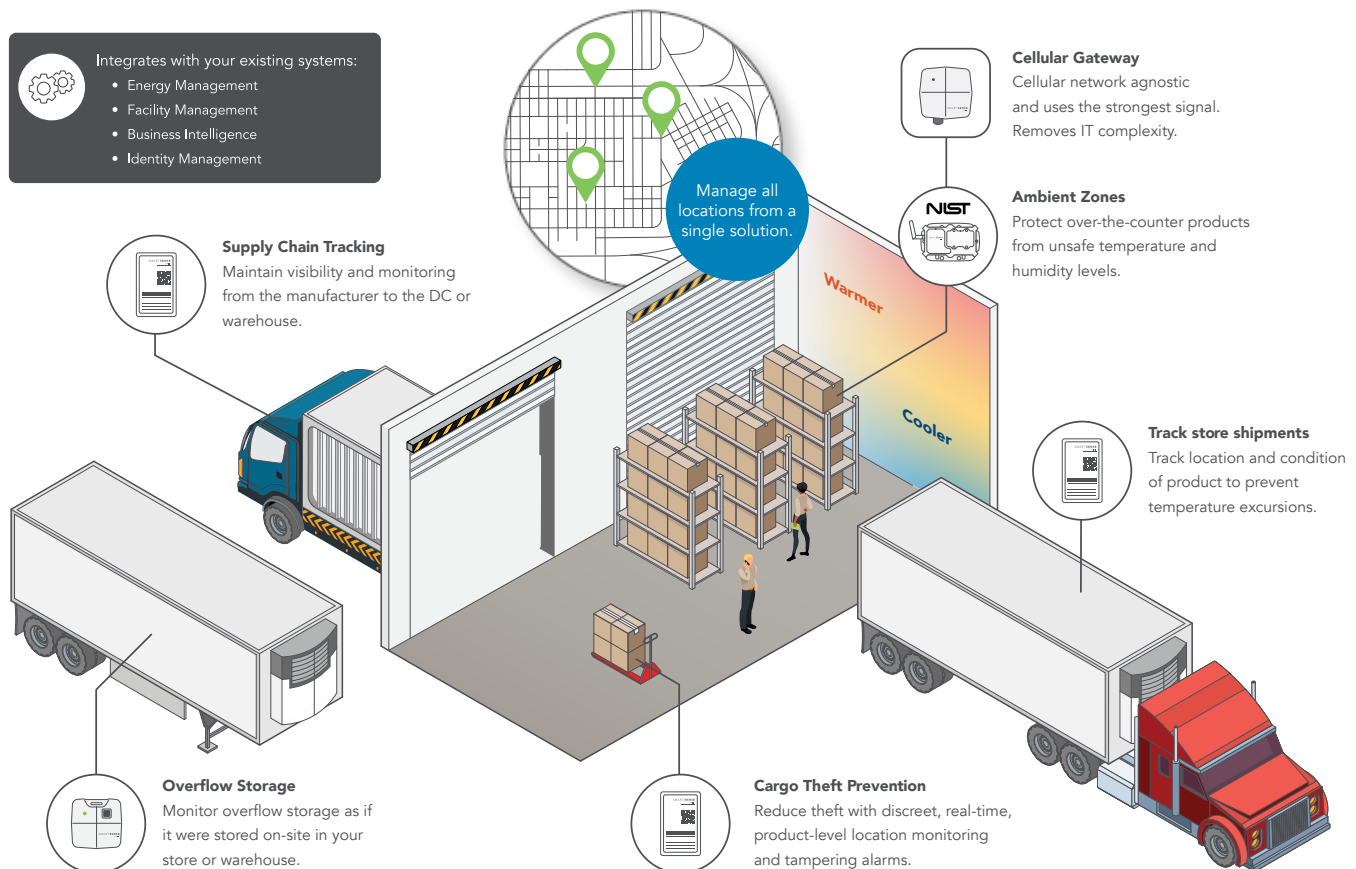 Integrates with your existing systems:
• Energy Management
• Facility Management
• Business Intelligence
• Identity Management
Manage all
locations from a
single solution.
Cellular Gateway
Cellular network agnostic
and uses the strongest signal.
Removes IT complexity.
NIST
Ambient Zones
Protect over-the-counter products
from unsafe temperature and
humidity levels.
Supply Chain Tracking
Maintain visibility and monitoring
from the manufacturer to the DC or
warehouse.
Warmer
Cooler
Track store shipments
Track location and condition
of product to prevent
temperature excursions.
Overflow Storage
Monitor overflow storage as if
it were stored on-site in your
store or warehouse.
Cargo Theft Prevention
Reduce theft with discreet, real-time,
product-level location monitoring
and tampering alarms.